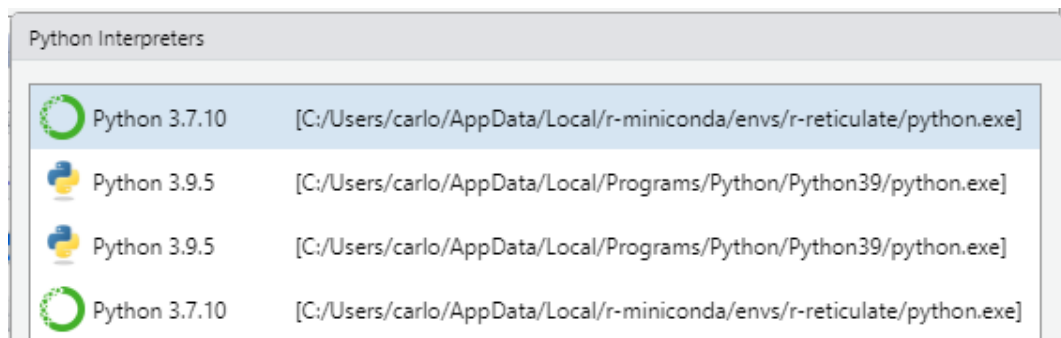 Python Interpreters
Python 3.7.10 [C:/Users/carlo/AppData/Local/r-miniconda/envs/r-reticulate/python.exe]
Python 3.9.5 [C:/Users/carlo/AppData/Local/Programs/Python/Python39/python.exe]
Python 3.9.5 [C:/Users/carlo/AppData/Local/Programs/Python/Python39/python.exe]
Python 3.7.10 [C:/Users/carlo/AppData/Local/r-miniconda/envs/r-reticulate/python.exe]